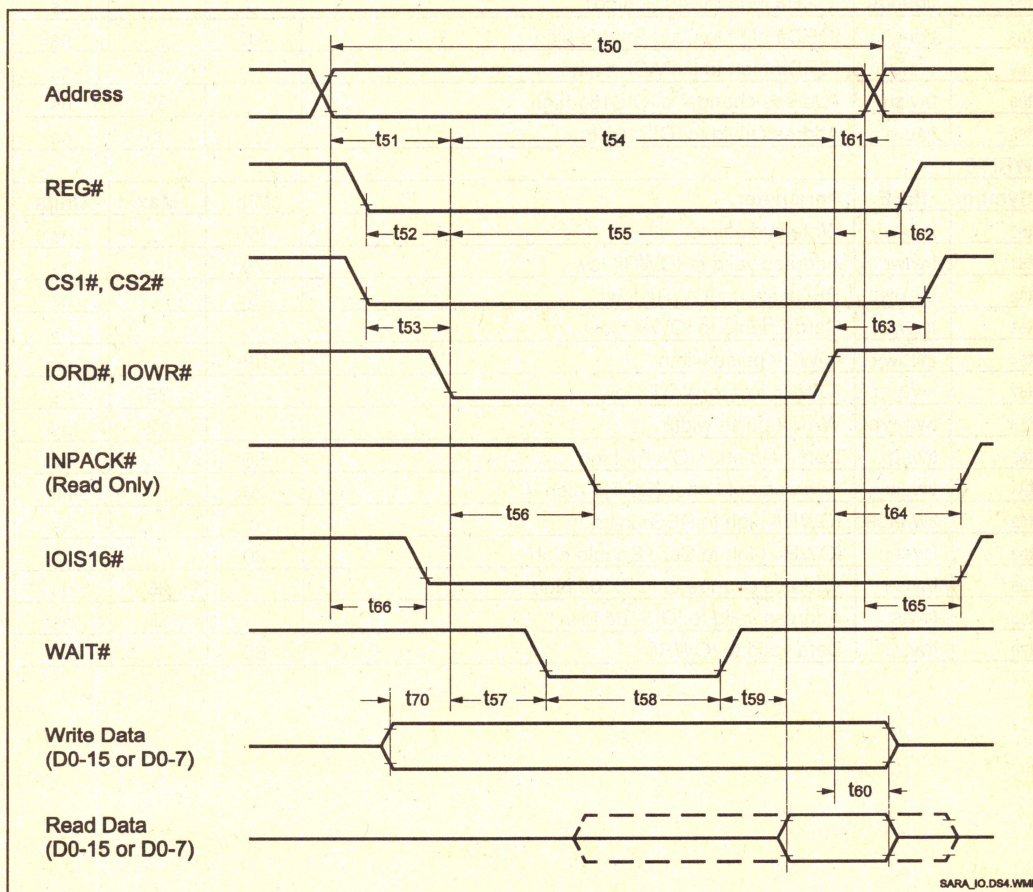 t50
Address
t51 t54 t61
REG#
t52 t55 t62
CS1#, CS2#
t53 t63
IORD#, IOWR#
INPACK#
(Read Only)
t56 t64
IOIS16#
t66 t65
WAIT#
t70 t57 t58 t59
Write Data
(D0-15 or D0-7)
t60
Read Data
(D0-15 or D0-7)
SARA_IO.DS4.WMF